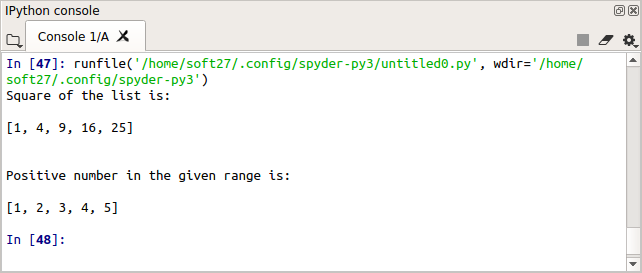 IPython console
Console 1/A
In [47]: runfile('/home/soft27/.config/spyder-py3/untitled0.py', wdir='/home/
soft27/.config/spyder-py3')
Square of the list is:
[1, 4, 9, 16, 25]
Positive number in the given range is:
[1, 2, 3, 4, 5]
In [48]: